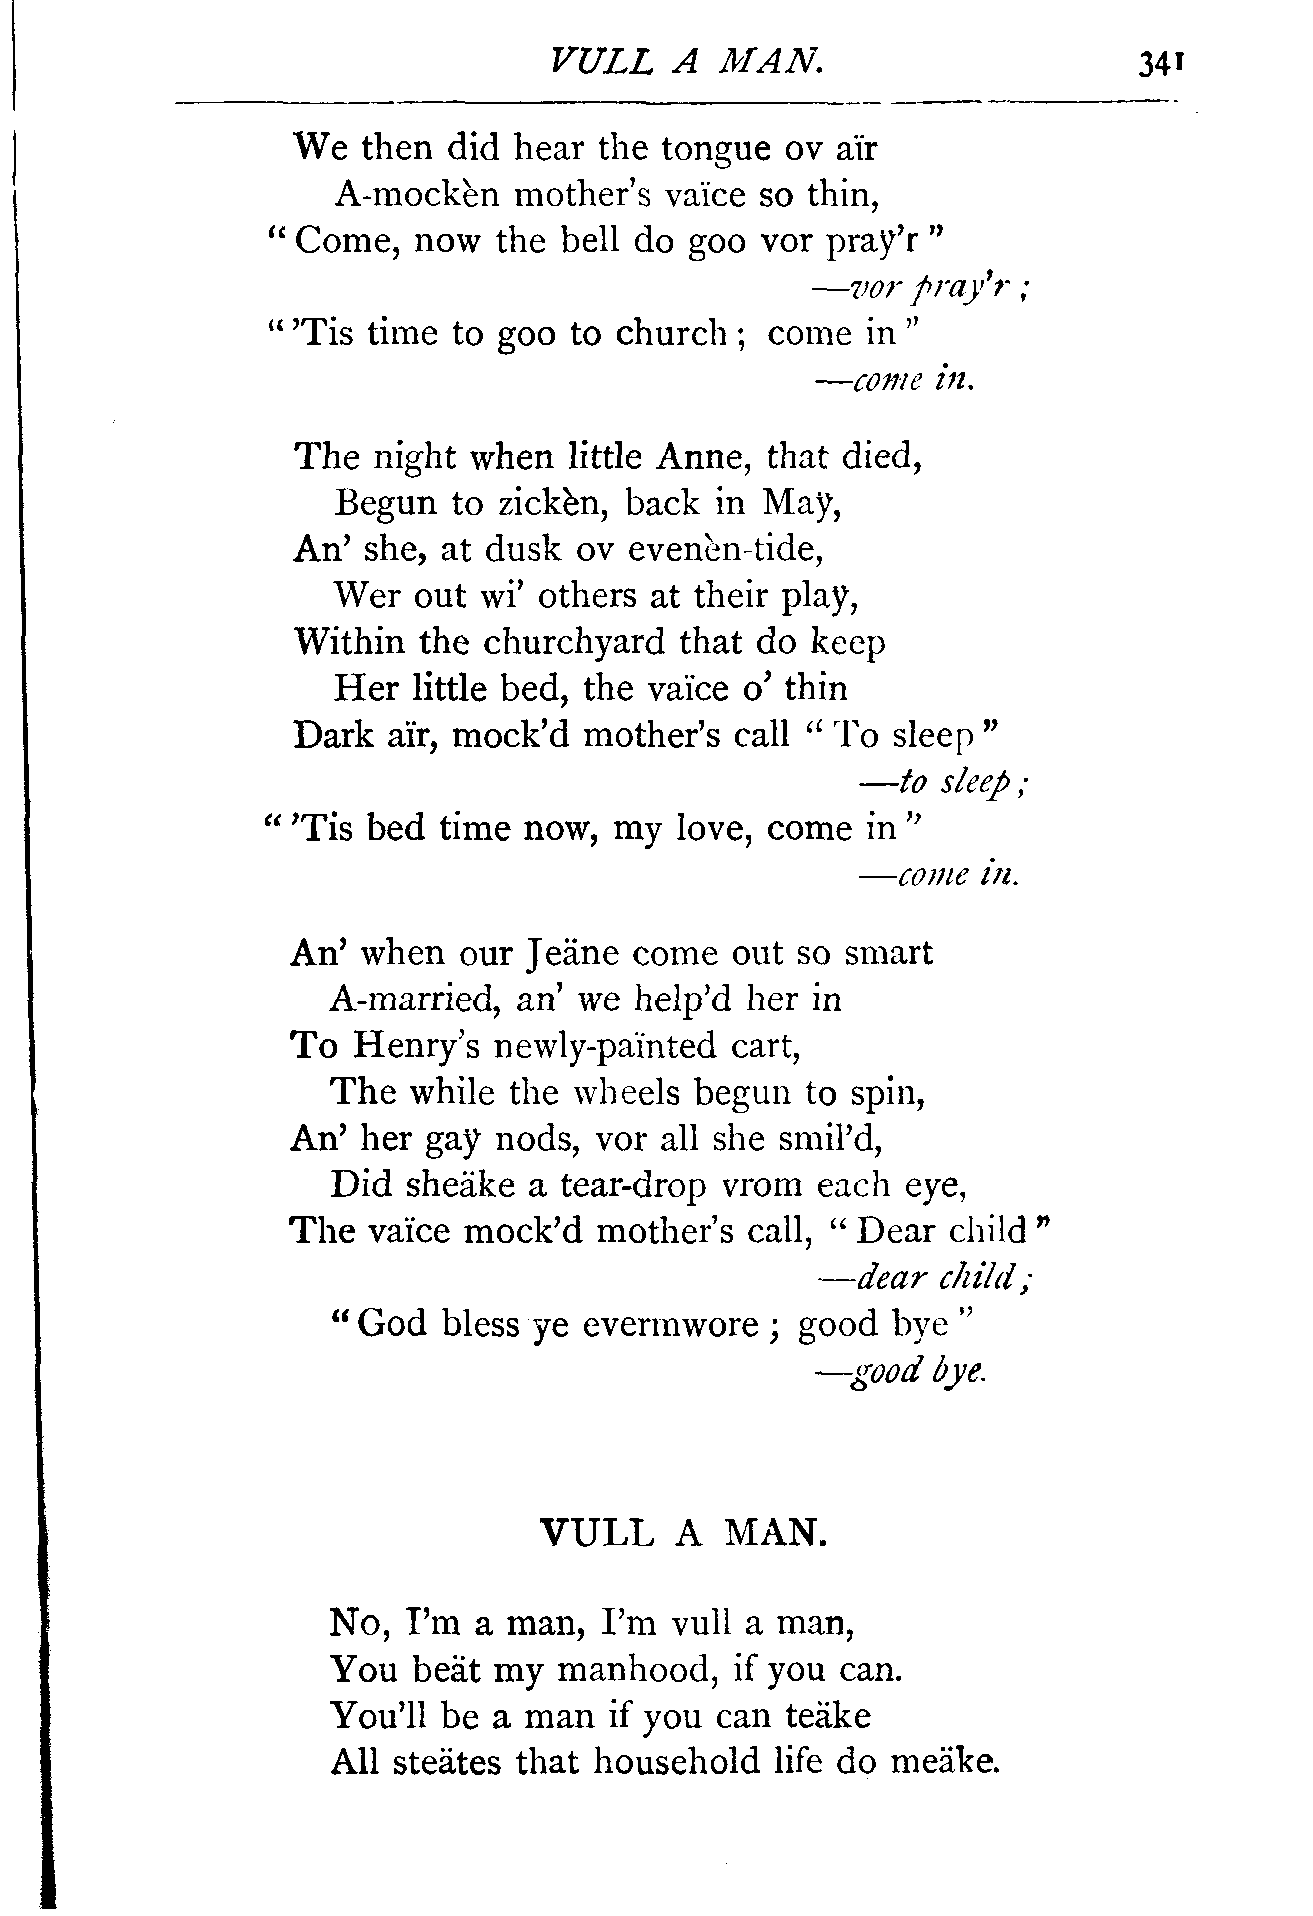 VULL A MAN. 341
We then did hear the tongue ov aïr
A-mockèn mother's vaïce so thin,
“Come, now the bell do goo vor praÿ'r”
—vor pray'r;
“'Tis time to goo to church; come in”
—come in.
The night when little Anne, that died,
Begun to zickèn, back in Maÿ,
An' she, at dusk ov evenèn-tide,
Wer out wi' others at their plaÿ,
Within the churchyard that do keep
Her little bed, the vaïce o' thin
Dark aïr, mock'd mother's call “To sleep”
—to sleep;
“'Tis bed time now, my love, come in”
—come in.
An' when our Jeäne come out so smart
A-married, an' we help'd her in
To Henry's newly-païnted cart,
The while the wheels begun to spin,
An' her gaÿ nods, vor all she smil'd,
Did sheäke a tear-drop vrom each eye,
The vaïce mock'd mother's call, “Dear child”
—dear child;
“God bless ye evermwore; good bye”
—good bye.
VULL A MAN.
No, I'm a man, I'm vull a man,
You beät my manhood, if you can.
You'll be a man if you can teäke
All steätes that household life do meäke.